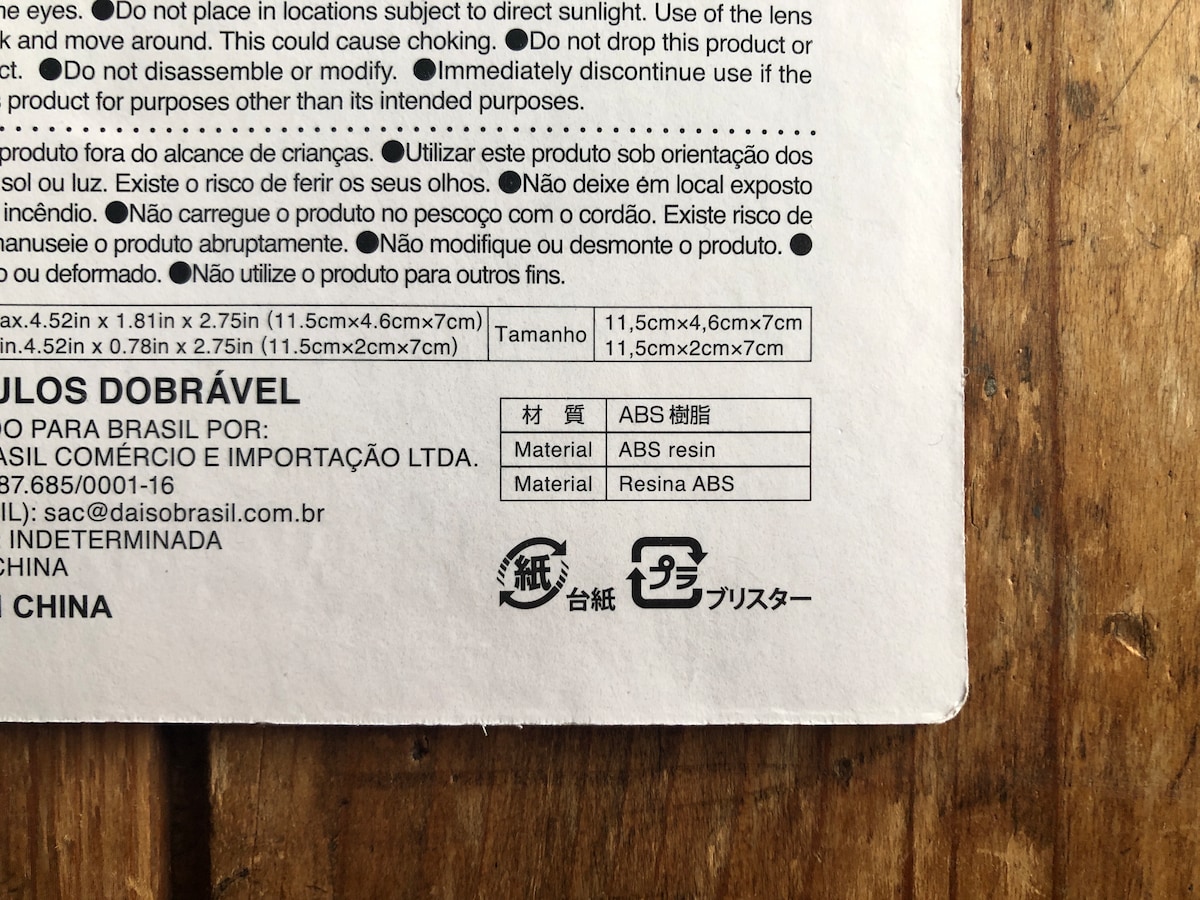 ne eyes. ●Do not place in locations subject to direct sunlight. Use of the lens
k and move around. This could cause choking. ●Do not drop this product or
ct. ●Do not disassemble or modify. ●Immediately discontinue use if the
s product for purposes other than its intended purposes.
produto fora do alcance de crianças. ●Utilizar este produto sob orientação dos
sol ou luz. Existe o risco de ferir os seus olhos. ●Não deixe em local exposto
incêndio. ●Não carregue o produto no pescoço com o cordão. Existe risco de
manuseie o produto abruptamente. ●Não modifique ou desmonte o produto. ●
o ou deformado. ●Não utilize o produto para outros fins.
ax.4.52in x 1.81in x 2.75in (11.5cm×4.6cm×7cm)
in.4.52in x 0.78in x 2.75in (11.5cm×2cm×7cm)
Tamanho
11,5cm×4,6cm×7cm
11,5cm×2cm×7cm
ULOS DOBRÁVEL
DO PARA BRASIL POR:
ASIL COMÉRCIO E IMPORTAÇÃO LTDA.
87.685/0001-16
IL): sac@daisobrasil.com.br
: INDETERMINADA
CHINA
CHINA
材 質 ABS樹脂
Material ABS resin
Material Resina ABS
紙 台紙 プラ ブリスター